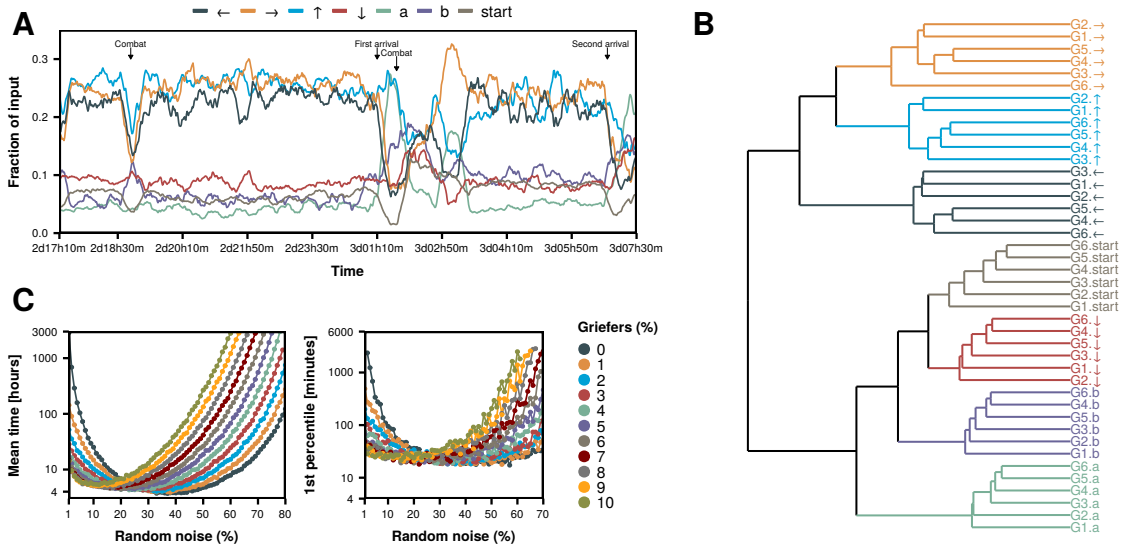 A
← → ↑ ↓ a b start
Combat
First arrival
Combat
Second arrival
Fraction of input
0.3
0.2
0.1
0.0
2d17h10m 2d18h30m 2d20h10m 2d21h50m 2d23h30m 3d01h10m 3d02h50m 3d04h10m 3d05h50m 3d07h30m
Time
B
G2.→
G1.→
G5.→
G4.→
G3.→
G6.→
G2.↑
G1.↑
G6.↑
G5.↑
G4.↑
G3.↑
G3.←
G1.←
G2.←
G5.←
G4.←
G6.←
G6.start
G5.start
G4.start
G3.start
G2.start
G1.start
G6.↓
G4.↓
G5.↓
G3.↓
G1.↓
G2.↓
G6.b
G4.b
G5.b
G3.b
G2.b
G1.b
G6.a
G5.a
G4.a
G3.a
G2.a
G1.a
C
Mean time [hours]
3000
1000
100
10
4
1 10 20 30 40 50 60 70 80
Random noise (%)
1st percentile [minutes]
6000
1000
100
10
4
1 10 20 30 40 50 60 70
Random noise (%)
Griefers (%)
0
1
2
3
4
5
6
7
8
9
10